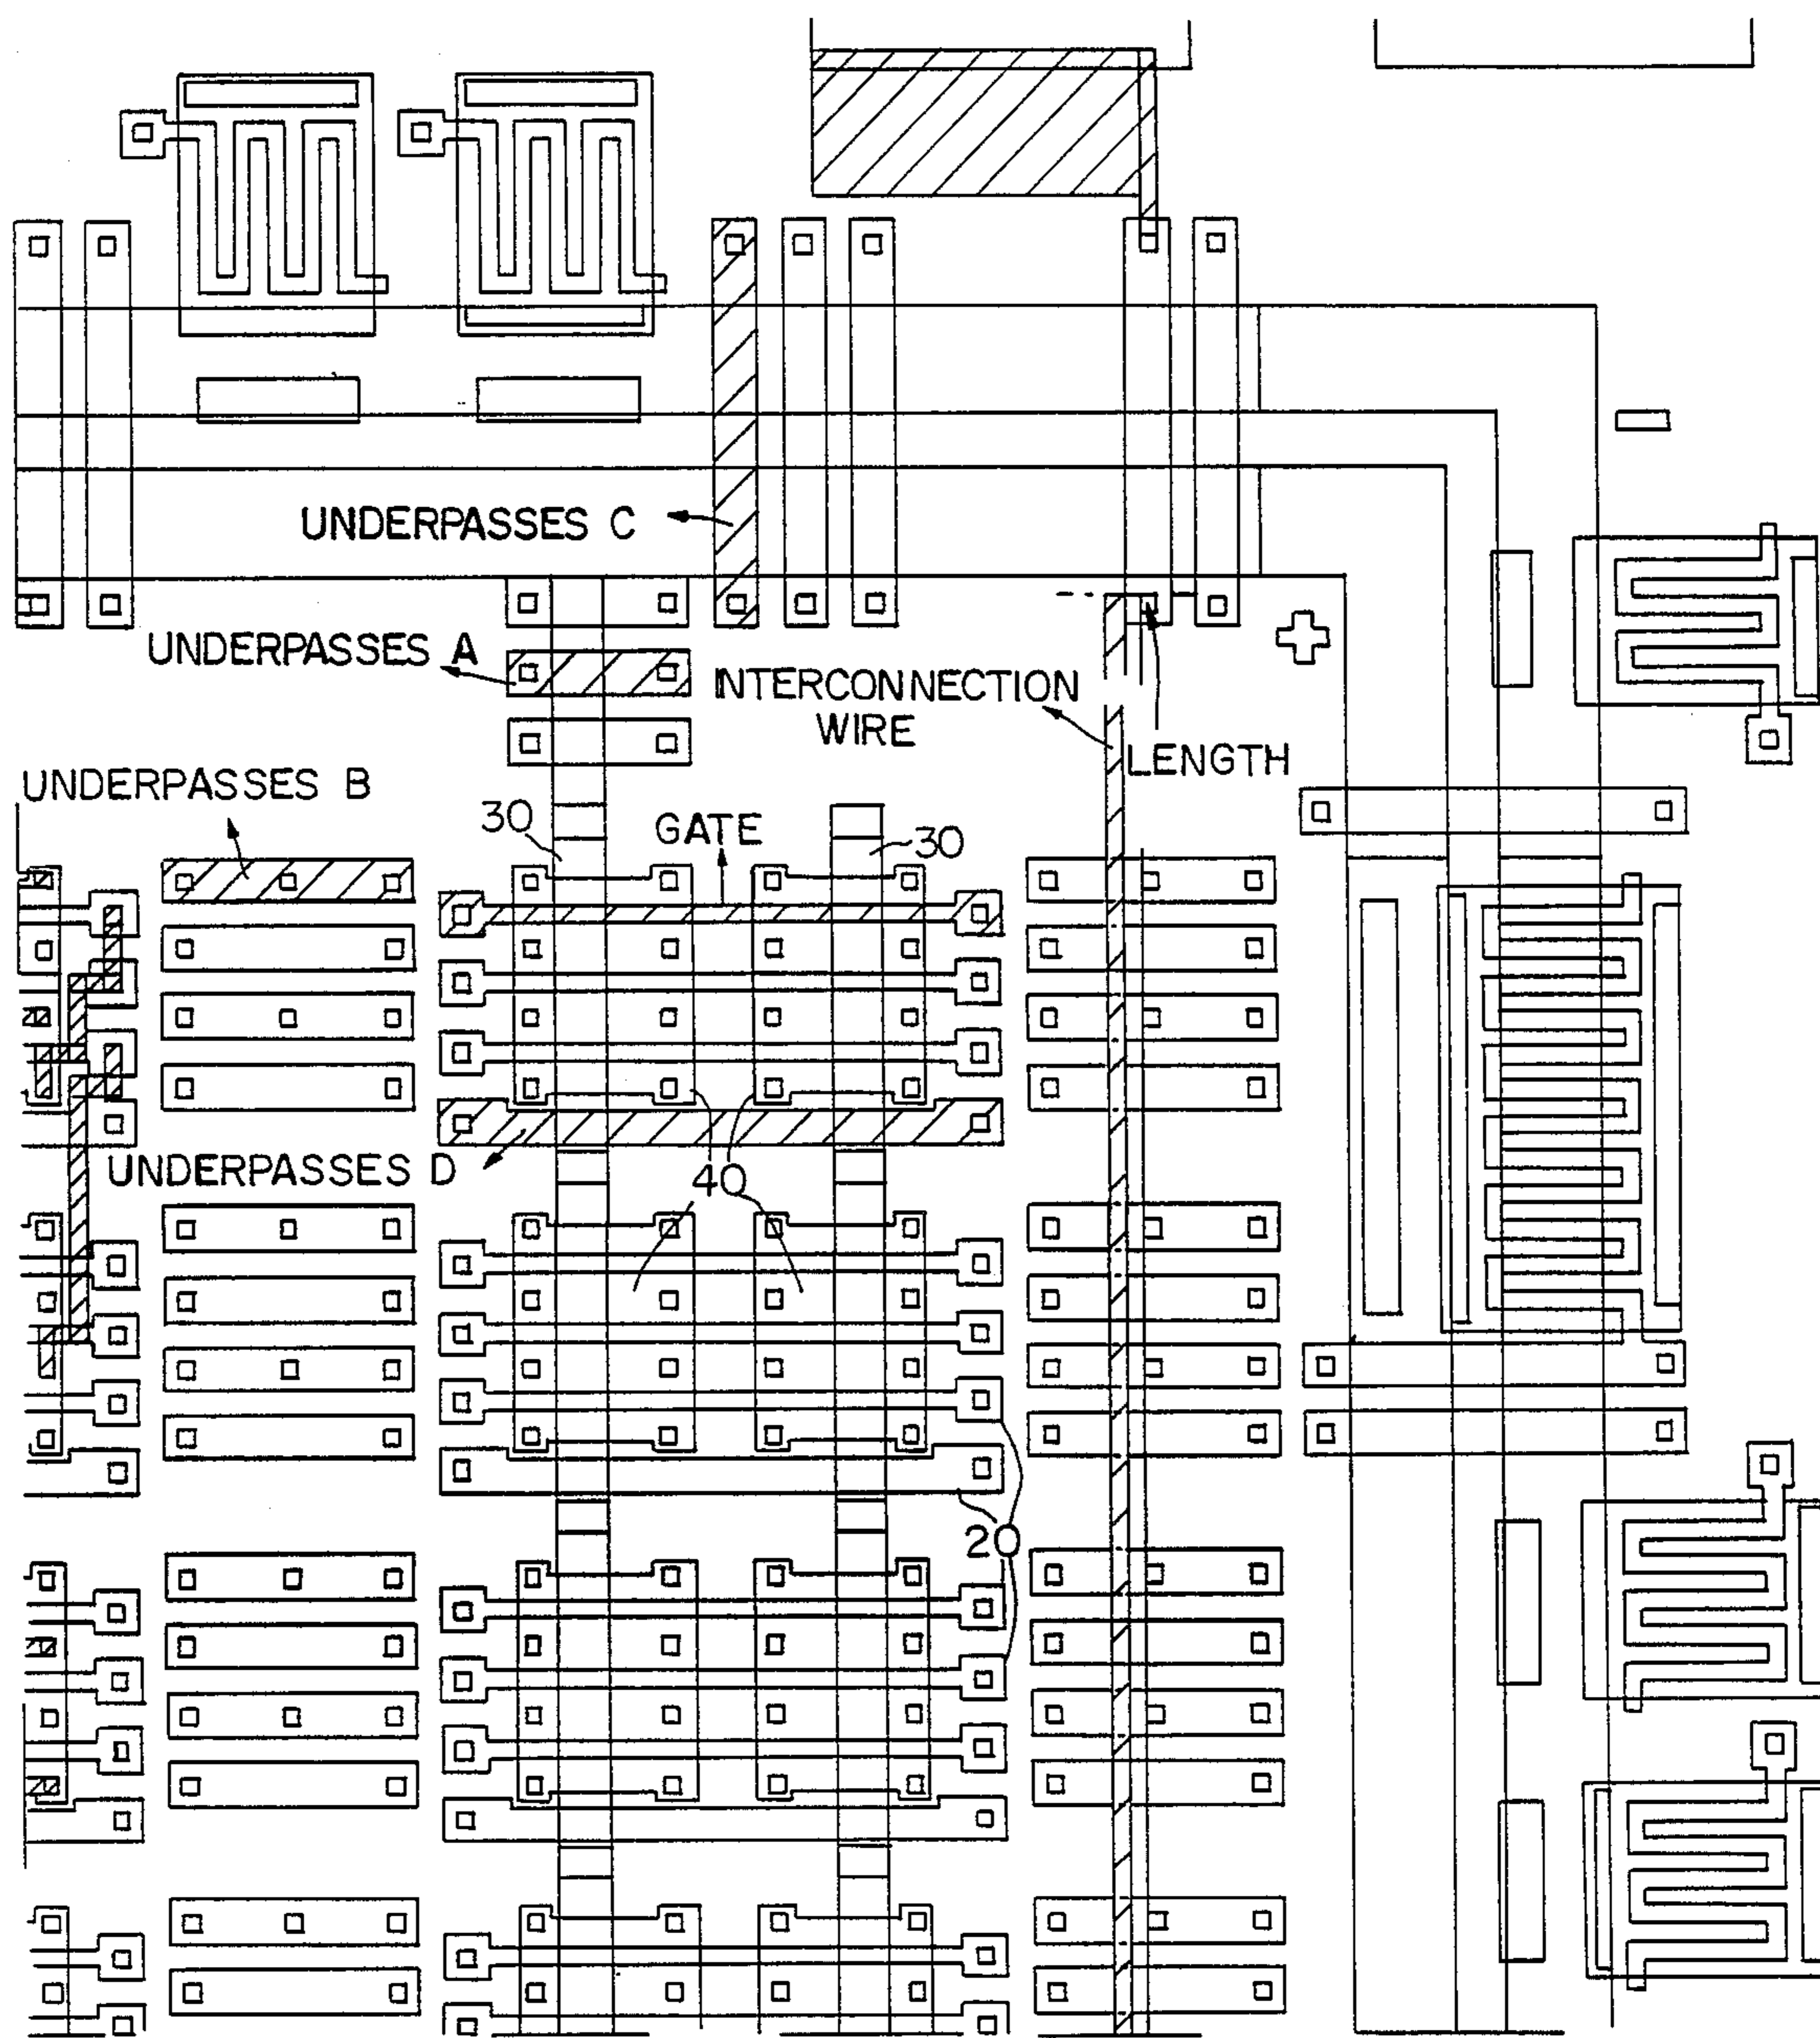 UNDERPASSES C
UNDERPASSES A
INTERCONNECTION
WIRE
LENGTH
UNDERPASSES B
30
GATE
30
UNDERPASSES D
40
20